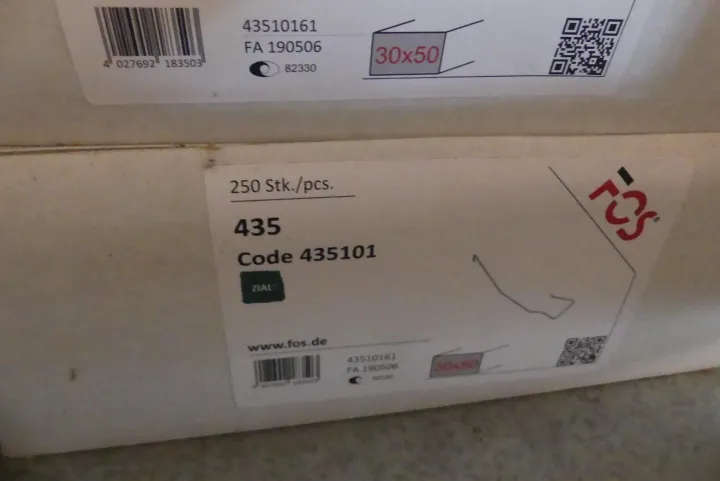 43510161
FA 190506
82330
4 027692 183503
30x50
250 Stk./pcs.
FOS
435
Code 435101
ZIAL
www.fos.de
43510161
FA 190506
30x50